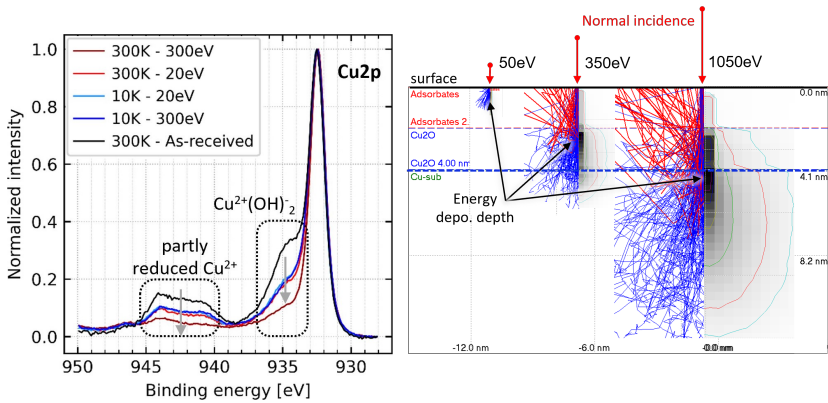 300K - 300eV
300K - 20eV
10K - 20eV
10K - 300eV
300K - As-received
Cu2p
Cu²⁺(OH)⁻₂
partly
reduced Cu²⁺
1.0
0.8
0.6
0.4
0.2
0.0
Normalized intensity
950
945
940
935
930
Binding energy [eV]
Normal incidence
50eV
350eV
1050eV
surface
Adsorbates
Adsorbates 2
Cu2O
Cu2O 4.00 nm
Cu-sub
Energy
depo. depth
0.0 nm
4.1 nm
8.2 nm
-12.0 nm
-6.0 nm